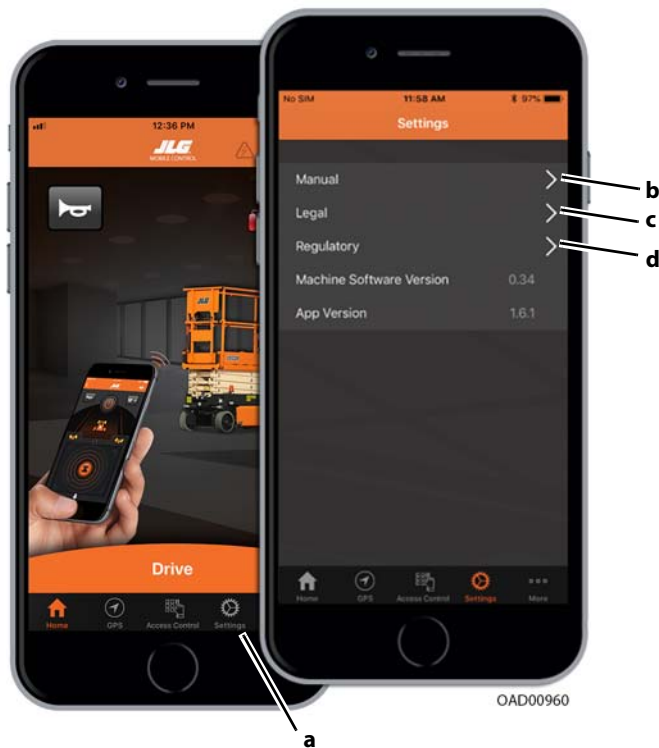 12:36 PM
JLG
MOBILE CONTROL
JLG
Drive
Home GPS Access Control Settings
No SIM 11:58 AM 97%
Settings
Manual
Legal
Regulatory
Machine Software Version 0.34
App Version 1.6.1
Home GPS Access Control Settings More
b
c
d
OAD00960
a